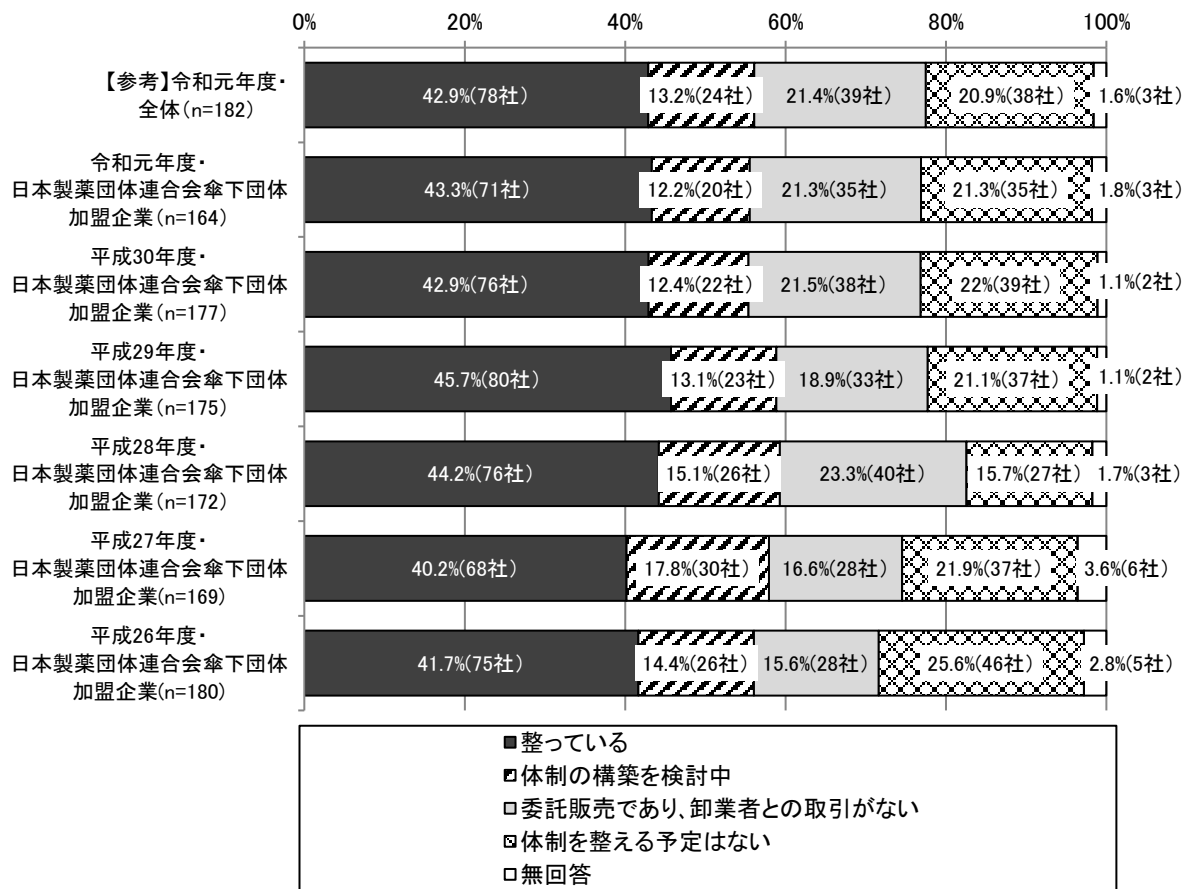 0% 20% 40% 60% 80% 100%
【参考】令和元年度・
全体(n=182)
42.9%(78社) 13.2%(24社) 21.4%(39社) 20.9%(38社) 1.6%(3社)
令和元年度・
日本製薬団体連合会傘下団体
加盟企業(n=164)
43.3%(71社) 12.2%(20社) 21.3%(35社) 21.3%(35社) 1.8%(3社)
平成30年度・
日本製薬団体連合会傘下団体
加盟企業(n=177)
42.9%(76社) 12.4%(22社) 21.5%(38社) 22%(39社) 1.1%(2社)
平成29年度・
日本製薬団体連合会傘下団体
加盟企業(n=175)
45.7%(80社) 13.1%(23社) 18.9%(33社) 21.1%(37社) 1.1%(2社)
平成28年度・
日本製薬団体連合会傘下団体
加盟企業(n=172)
44.2%(76社) 15.1%(26社) 23.3%(40社) 15.7%(27社) 1.7%(3社)
平成27年度・
日本製薬団体連合会傘下団体
加盟企業(n=169)
40.2%(68社) 17.8%(30社) 16.6%(28社) 21.9%(37社) 3.6%(6社)
平成26年度・
日本製薬団体連合会傘下団体
加盟企業(n=180)
41.7%(75社) 14.4%(26社) 15.6%(28社) 25.6%(46社) 2.8%(5社)
整っている
体制の構築を検討中
委託販売であり、卸業者との取引がない
体制を整える予定はない
無回答